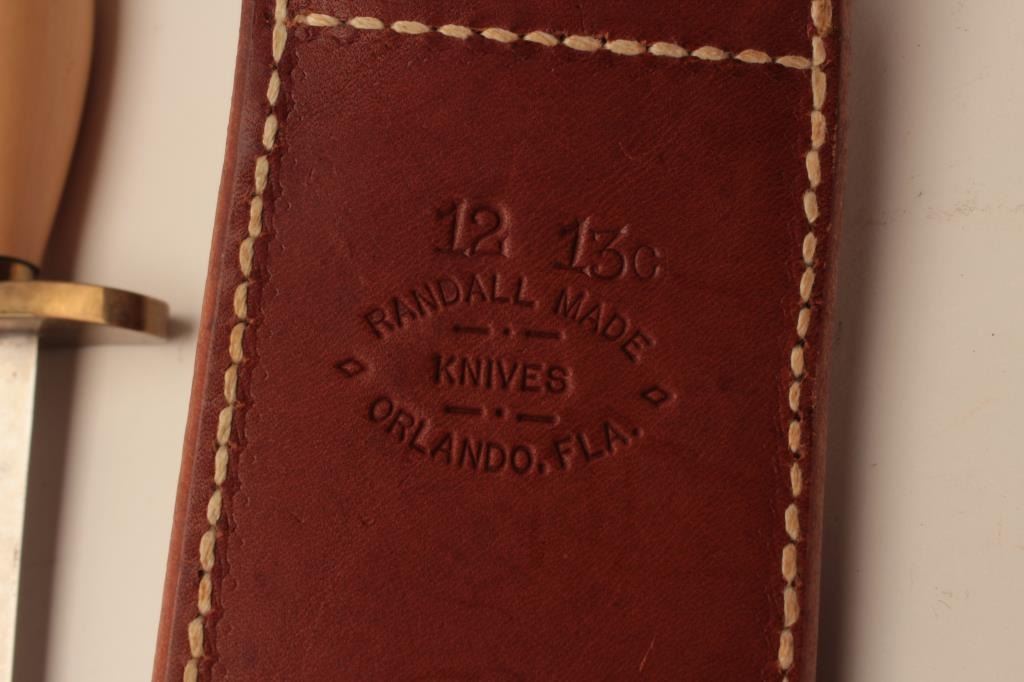 12 13c
RANDALL MADE
KNIVES
ORLANDO, FLA.